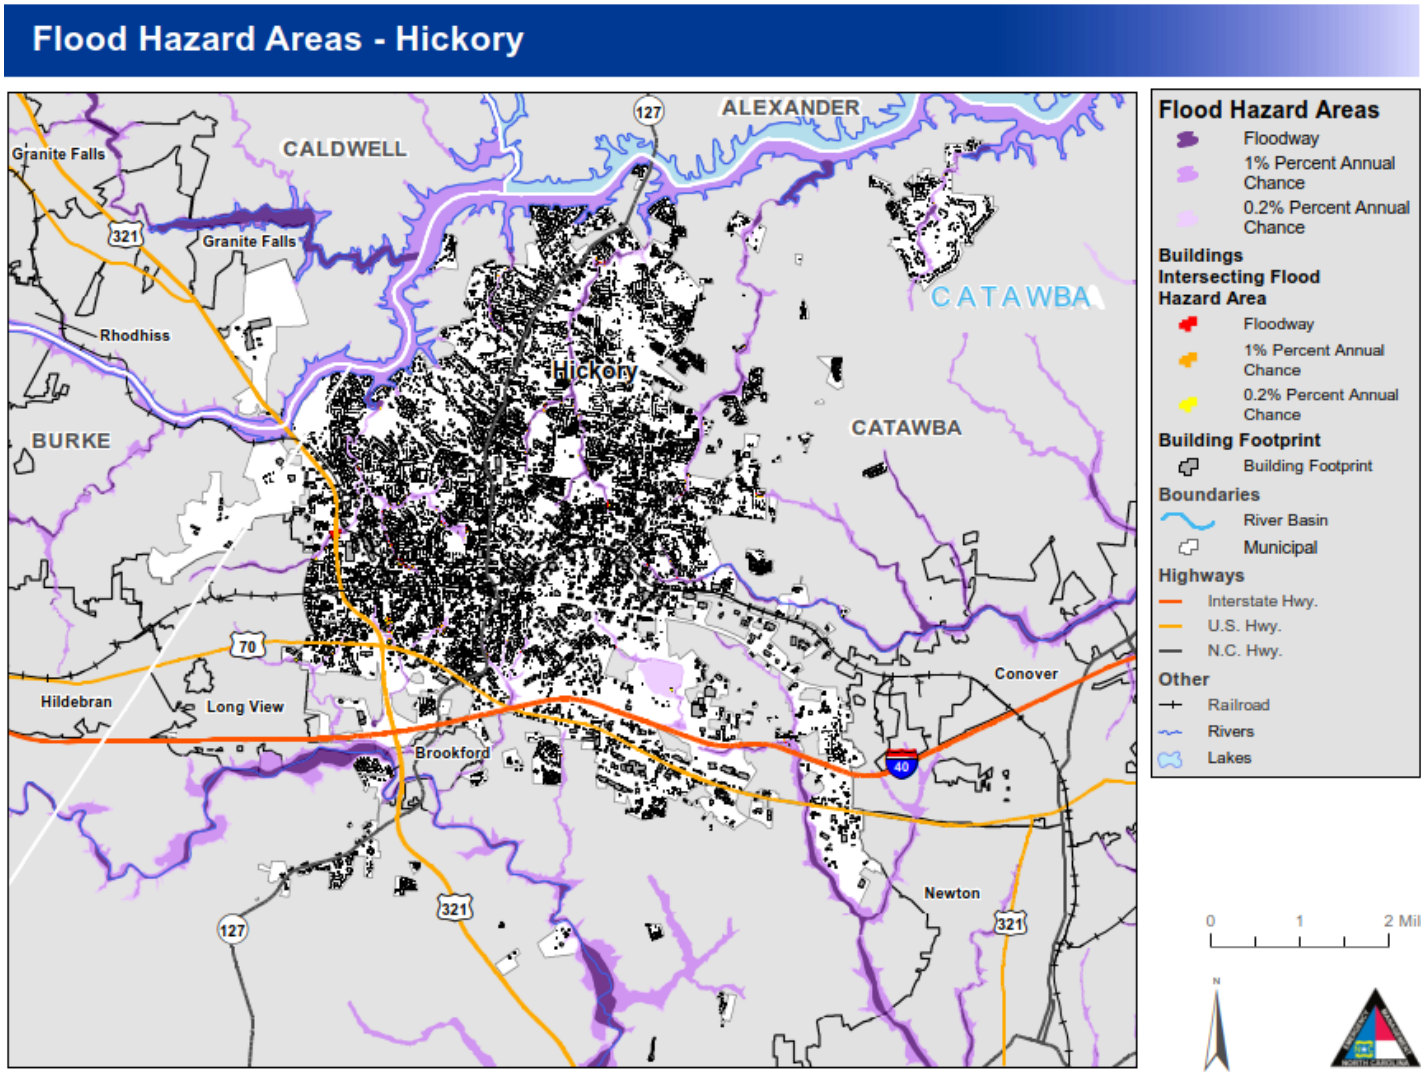 Flood Hazard Areas - Hickory
127
ALEXANDER
CALDWELL
Granite Falls
321
Granite Falls
CATAWBA
Rhodhiss
Hickory
BURKE
CATAWBA
70
Hildebran
Long View
Brookford
Conover
40
Newton
321
321
127
Flood Hazard Areas
Floodway
1% Percent Annual
Chance
0.2% Percent Annual
Chance
Buildings
Intersecting Flood
Hazard Area
Floodway
1% Percent Annual
Chance
0.2% Percent Annual
Chance
Building Footprint
Building Footprint
Boundaries
River Basin
Municipal
Highways
Interstate Hwy.
U.S. Hwy.
N.C. Hwy.
Other
Railroad
Rivers
Lakes
0 1 2 Mil
N
EMERGENCY
MANAGEMENT
NORTH CAROLINA